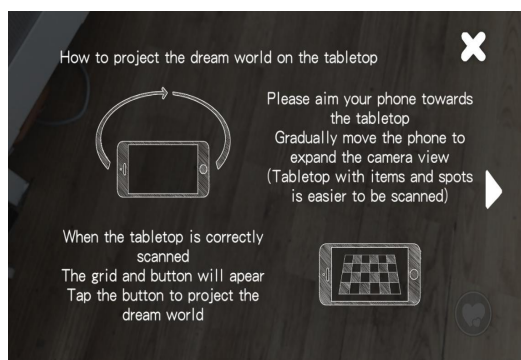 How to project the dream world on the tabletop
Please aim your phone towards
the tabletop
Gradually move the phone to
expand the camera view
(Tabletop with items and spots
is easier to be scanned)
When the tabletop is correctly
scanned
The grid and button will apear
Tap the button to project the
dream world